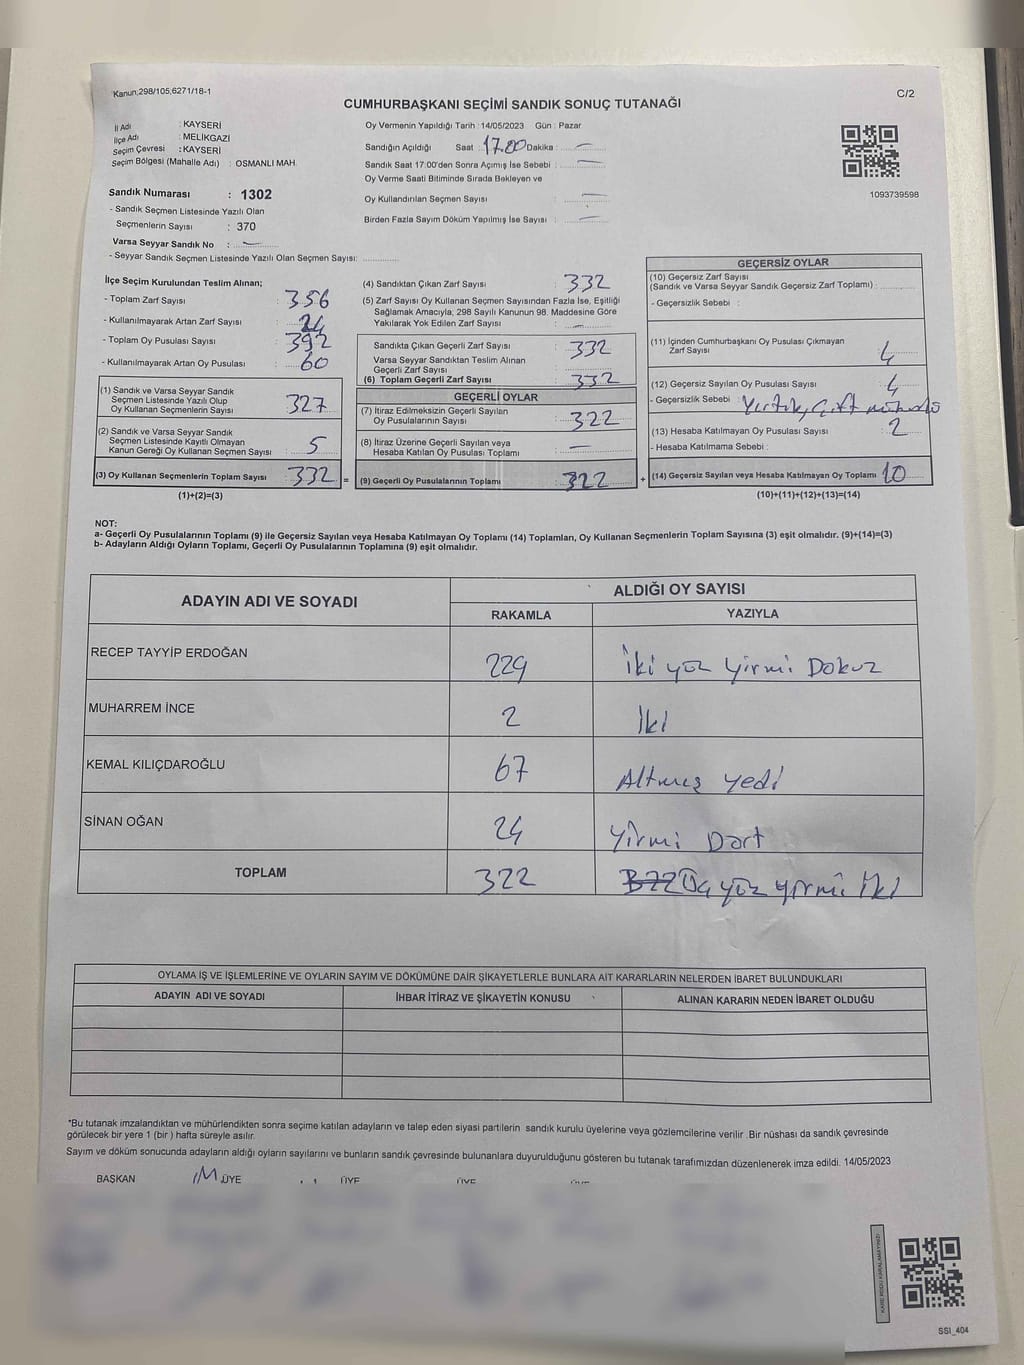 Kanun:298/105,6271/18-1
C/2
CUMHURBAŞKANI SEÇİMİ SANDIK SONUÇ TUTANAĞI
İl Adı : KAYSERİ
İlçe Adı : MELİKGAZİ
Seçim Çevresi : KAYSERİ
Seçim Bölgesi (Mahalle Adı) : OSMANLI MAH.
Sandık Numarası : 1302
- Sandık Seçmen Listesinde Yazılı Olan
Seçmenlerin Sayısı : 370
Varsa Seyyar Sandık No : —
- Seyyar Sandık Seçmen Listesinde Yazılı Olan Seçmen Sayısı:
Oy Vermenin Yapıldığı Tarih : 14/05/2023 Gün : Pazar
Sandığın Açıldığı Saat : 17.00 Dakika : —
Sandık Saat 17:00'den Sonra Açımış İse Sebebi : —
Oy Verme Saati Bitiminde Sırada Bekleyen ve
Oy Kullandırılan Seçmen Sayısı : —
Birden Fazla Sayım Döküm Yapılmış İse Sayısı : —
1093739598
İlçe Seçim Kurulundan Teslim Alınan;
- Toplam Zarf Sayısı : 356
- Kullanılmayarak Artan Zarf Sayısı : 24
- Toplam Oy Pusulası Sayısı : 392
- Kullanılmayarak Artan Oy Pusulası : 60
(1) Sandık ve Varsa Seyyar Sandık
Seçmen Listesinde Yazılı Olup
Oy Kullanan Seçmenlerin Sayısı : 327
(2) Sandık ve Varsa Seyyar Sandık
Seçmen Listesinde Kayıtlı Olmayan
Kanun Gereği Oy Kullanan Seçmen Sayısı : 5
(3) Oy Kullanan Seçmenlerin Toplam Sayısı : 332
(1)+(2)=(3)
(4) Sandıktan Çıkan Zarf Sayısı : 332
(5) Zarf Sayısı Oy Kullanan Seçmen Sayısından Fazla İse, Eşitliği
Sağlamak Amacıyla, 298 Sayılı Kanunun 98. Maddesine Göre
Yakılarak Yok Edilen Zarf Sayısı : —
Sandıkta Çıkan Geçerli Zarf Sayısı : 332
Varsa Seyyar Sandıktan Teslim Alınan
Geçerli Zarf Sayısı :
(6) Toplam Geçerli Zarf Sayısı : 332
GEÇERLİ OYLAR
(7) İtiraz Edilmeksizin Geçerli Sayılan
Oy Pusulalarının Sayısı : 322
(8) İtiraz Üzerine Geçerli Sayılan veya
Hesaba Katılan Oy Pusulası Toplamı : —
= (9) Geçerli Oy Pusulalarının Toplamı : 322
GEÇERSİZ OYLAR
(10) Geçersiz Zarf Sayısı
(Sandık ve Varsa Seyyar Sandık Geçersiz Zarf Toplamı) :
- Geçersizlik Sebebi :
(11) İçinden Cumhurbaşkanı Oy Pusulası Çıkmayan
Zarf Sayısı : 4
(12) Geçersiz Sayılan Oy Pusulası Sayısı : 4
- Geçersizlik Sebebi : Yırtık, Çift mühürlü
(13) Hesaba Katılmayan Oy Pusulası Sayısı : 2
- Hesaba Katılmama Sebebi :
+ (14) Geçersiz Sayılan veya Hesaba Katılmayan Oy Toplamı : 10
(10)+(11)+(12)+(13)=(14)
NOT:
a- Geçerli Oy Pusulalarının Toplamı (9) ile Geçersiz Sayılan veya Hesaba Katılmayan Oy Toplamı (14) Toplamları, Oy Kullanan Seçmenlerin Toplam Sayısına (3) eşit olmalıdır. (9)+(14)=(3)
b- Adayların Aldığı Oyların Toplamı, Geçerli Oy Pusulalarının Toplamına (9) eşit olmalıdır.
ADAYIN ADI VE SOYADI
ALDIĞI OY SAYISI
RAKAMLA YAZIYLA
RECEP TAYYİP ERDOĞAN 229 İki yüz yirmi Dokuz
MUHARREM İNCE 2 İki
KEMAL KILIÇDAROĞLU 67 Altmış yedi
SİNAN OĞAN 24 Yirmi Dört
TOPLAM 322 Üç yüz yirmi İki
OYLAMA İŞ VE İŞLEMLERİNE VE OYLARIN SAYIM VE DÖKÜMÜNE DAİR ŞİKAYETLERLE BUNLARA AİT KARARLARIN NELERDEN İBARET BULUNDUKLARI
ADAYIN ADI VE SOYADI İHBAR İTİRAZ VE ŞİKAYETİN KONUSU ALINAN KARARIN NEDEN İBARET OLDUĞU
*Bu tutanak imzalandıktan ve mühürlendikten sonra seçime katılan adayların ve talep eden siyasi partilerin sandık kurulu üyelerine veya gözlemcilerine verilir .Bir nüshası da sandık çevresinde
görülecek bir yere 1 (bir ) hafta süreyle asılır.
Sayım ve döküm sonucunda adayların aldığı oyların sayılarını ve bunların sandık çevresinde bulunanlara duyurulduğunu gösteren bu tutanak tarafımızdan düzenlenerek imza edildi. 14/05/2023
BAŞKAN ÜYE ÜYE ÜYE
KARE KODU KARALAMAYINIZ!
SSI_404